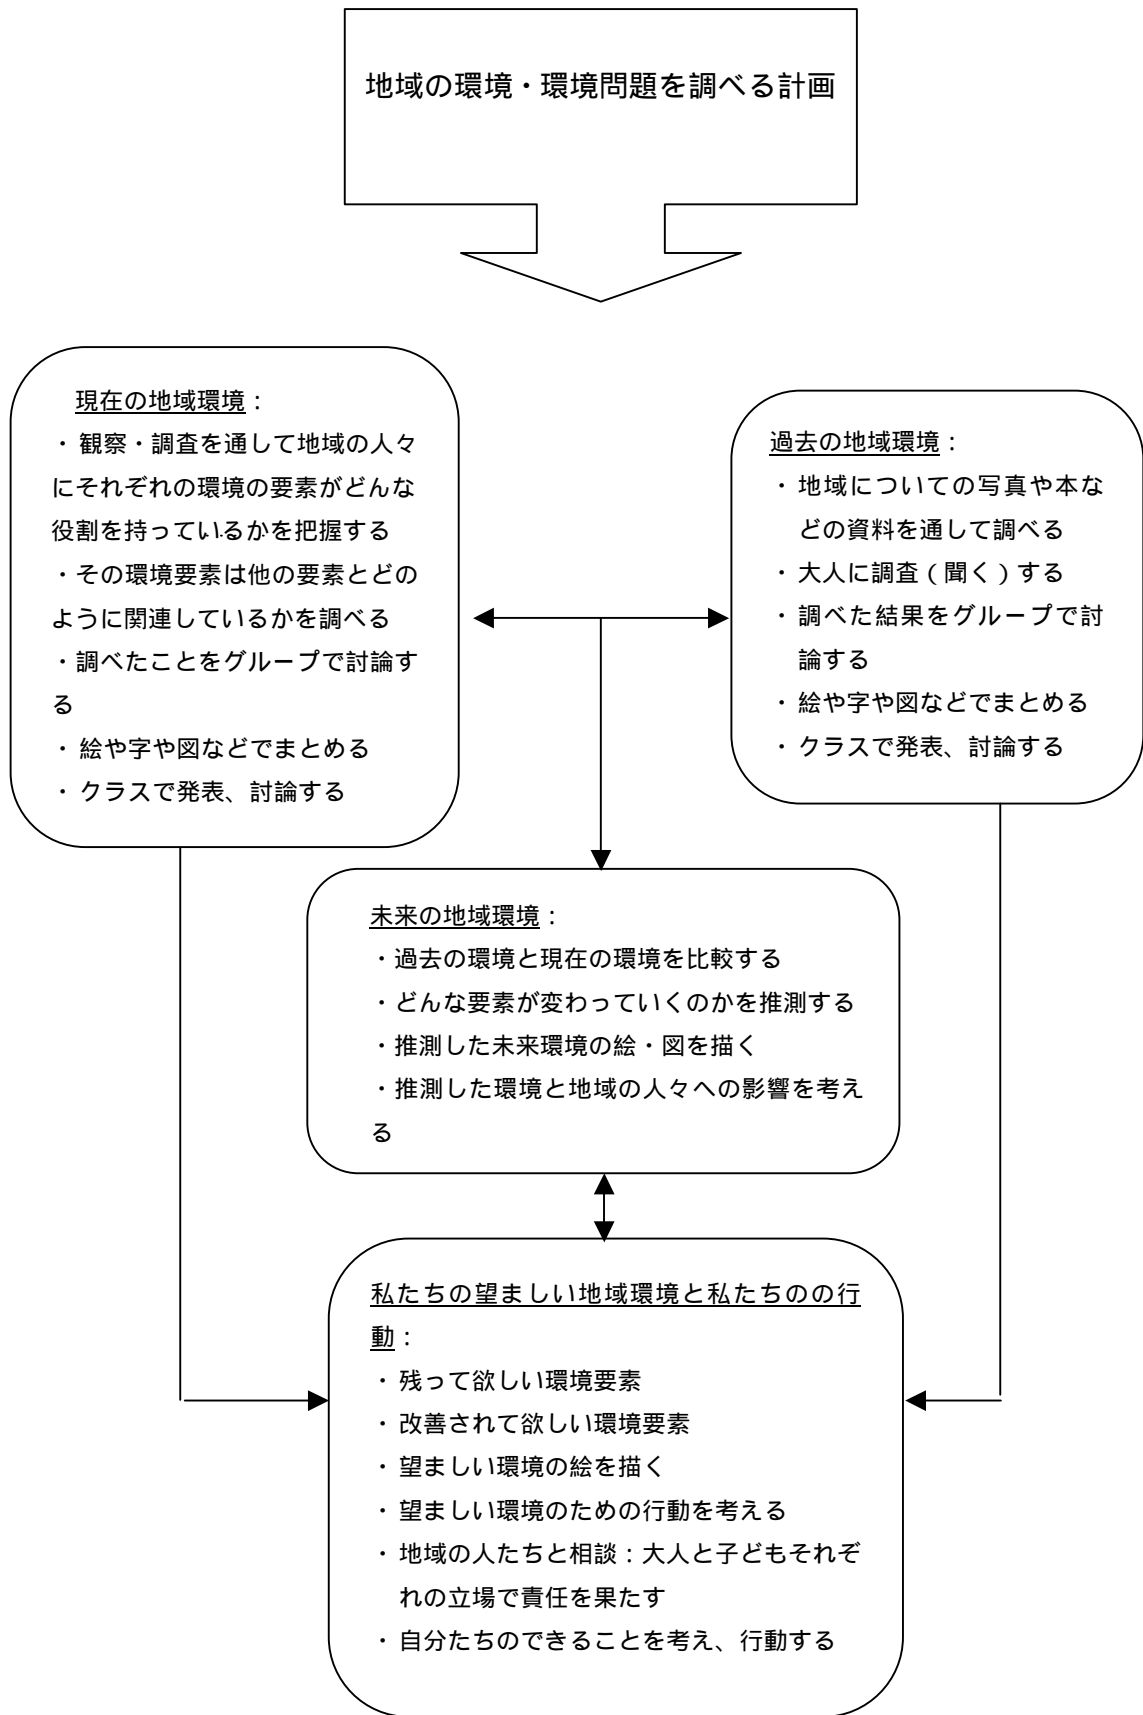 地域の環境・環境問題を調べる計画
現在の地域環境：
・ 観察・調査を通して地域の人々
にそれぞれの環境の要素がどんな
役割を持っているかを把握する
・その環境要素は他の要素とどの
ように関連しているかを調べる
・調べたことをグループで討論す
る
・ 絵や字や図などでまとめる
・ クラスで発表、討論する
過去の地域環境：
・ 地域についての写真や本な
どの資料を通して調べる
・ 大人に調査（聞く）する
・ 調べた結果をグループで討
論する
・ 絵や字や図などでまとめる
・ クラスで発表、討論する
未来の地域環境：
・過去の環境と現在の環境を比較する
・どんな要素が変わっていくのかを推測する
・推測した未来環境の絵・図を描く
・推測した環境と地域の人々への影響を考え
る
私たちの望ましい地域環境と私たちのの行
動：
・ 残って欲しい環境要素
・ 改善されて欲しい環境要素
・ 望ましい環境の絵を描く
・ 望ましい環境のための行動を考える
・ 地域の人たちと相談：大人と子どもそれぞ
れの立場で責任を果たす
・ 自分たちのできることを考え、行動する